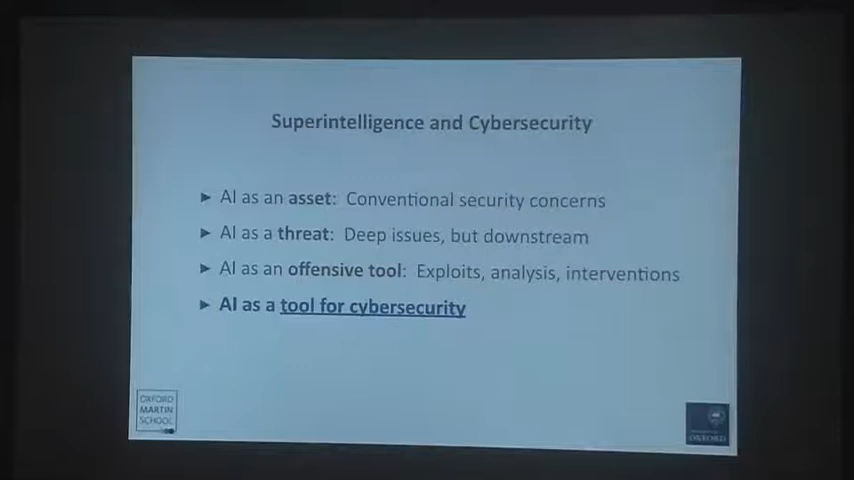 Superintelligence and Cybersecurity
► AI as an asset: Conventional security concerns
► AI as a threat: Deep issues, but downstream
► AI as an offensive tool: Exploits, analysis, interventions
► AI as a tool for cybersecurity
OXFORD
MARTIN
SCHOOL
OXFORD